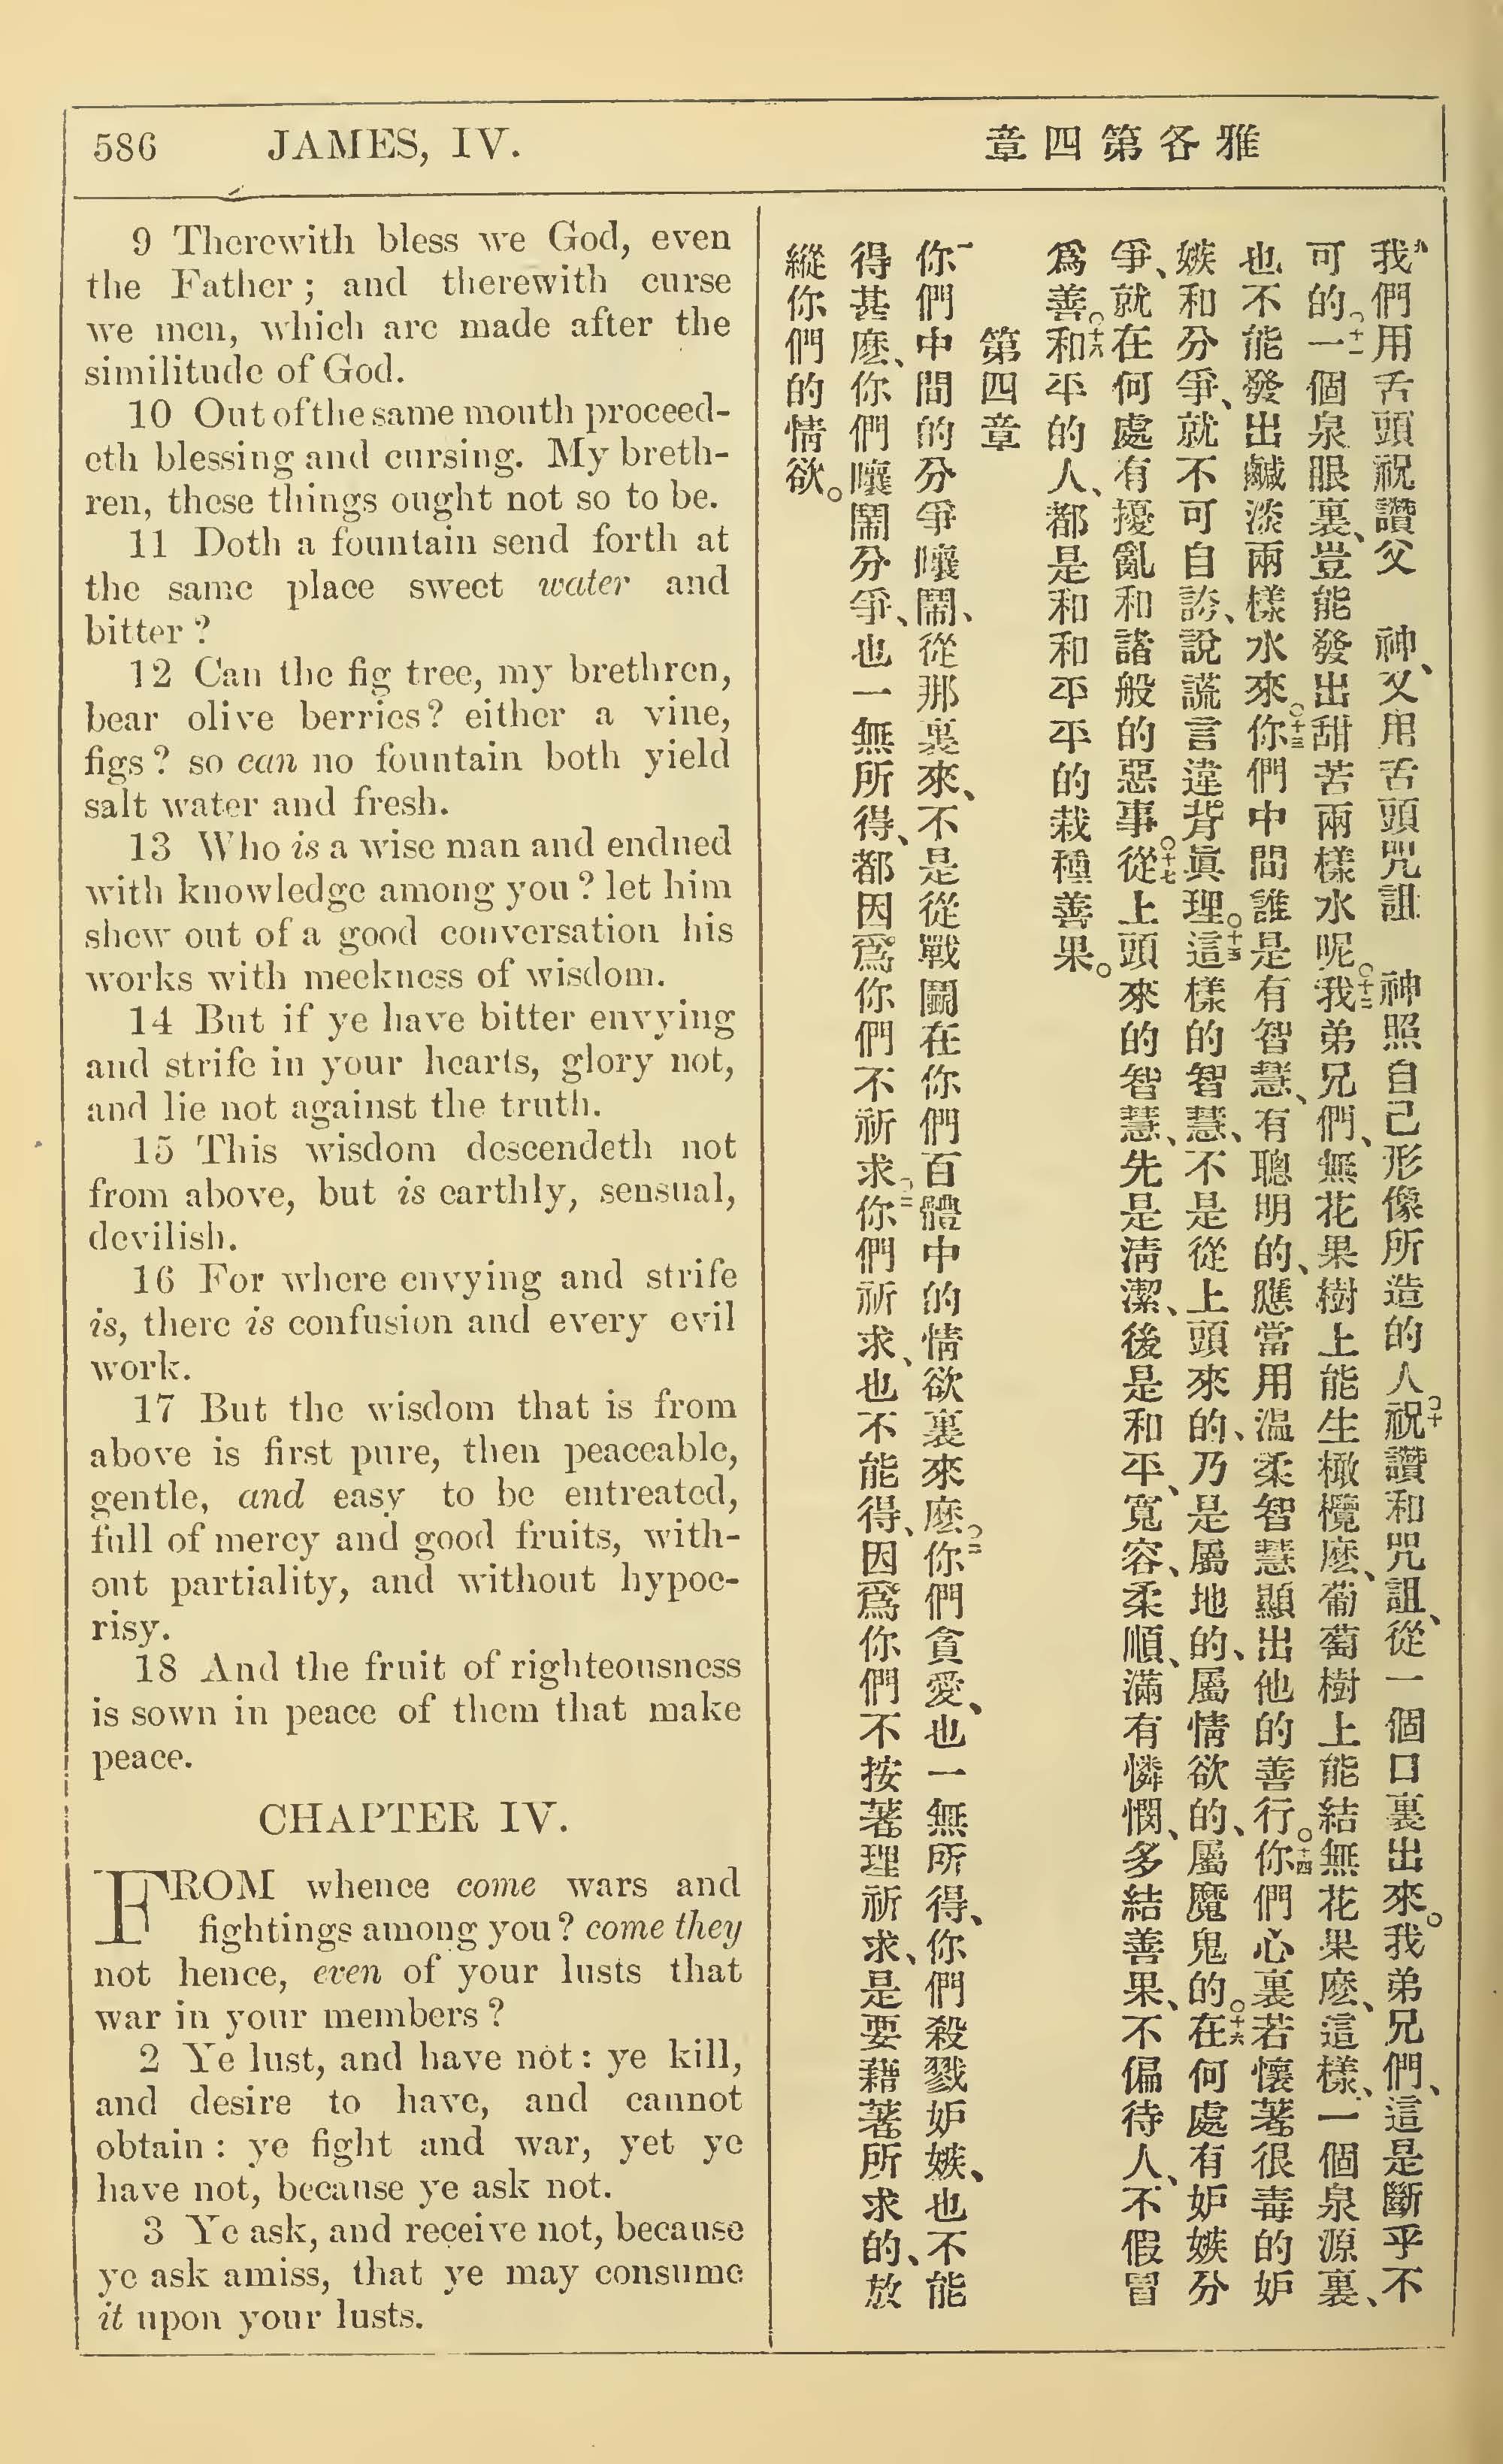 586 JAMES, IV.
雅各第四章
9 Therewith bless we God, even
the Father; and therewith curse
we men, which are made after the
similitude of God.
10 Out of the same mouth proceed-
eth blessing and cursing. My breth-
ren, these things ought not so to be.
11 Doth a fountain send forth at
the same place sweet water and
bitter?
12 Can the fig tree, my brethren,
bear olive berries? either a vine,
figs? so can no fountain both yield
salt water and fresh.
13 Who is a wise man and endued
with knowledge among you? let him
shew out of a good conversation his
works with meekness of wisdom.
14 But if ye have bitter envying
and strife in your hearts, glory not,
and lie not against the truth.
15 This wisdom descendeth not
from above, but is earthly, sensual,
devilish.
16 For where envying and strife
is, there is confusion and every evil
work.
17 But the wisdom that is from
above is first pure, then peaceable,
gentle, and easy to be entreated,
full of mercy and good fruits, with-
out partiality, and without hypoc-
risy.
18 And the fruit of righteousness
is sown in peace of them that make
peace.
CHAPTER IV.
FROM whence come wars and
fightings among you? come they
not hence, even of your lusts that
war in your members?
2 Ye lust, and have not: ye kill,
and desire to have, and cannot
obtain: ye fight and war, yet ye
have not, because ye ask not.
3 Ye ask, and receive not, because
ye ask amiss, that ye may consume
it upon your lusts.
九我們用舌頭祝讚父 神、又用舌頭咒詛 神照自己形像所造的人。十祝讚和咒詛、從一個口裏出來。我弟兄們、這是斷乎不
可的。十一一個泉眼裏、豈能發出甜苦兩樣水呢。十二我弟兄們、無花果樹上能生橄欖麽、葡萄樹上能結無花果麽、這樣、一個泉源裏、
也不能發出鹹淡兩樣水來。十三你們中間誰是有智慧、有聰明的、應當用溫柔智慧顯出他的善行。十四你們心裏若懷著很毒的妒
嫉和分爭、就不可自誇、說謊言違背眞理。十五這樣的智慧、不是從上頭來的、乃是屬地的、屬情欲的、屬魔鬼的。十六在何處有妒嫉分
爭、就在何處有擾亂和諸般的惡事。十七從上頭來的智慧、先是淸潔、後是和平、寬容、柔順、滿有憐憫、多結善果、不偏待人、不假冒
爲善。十八和平的人、都是和和平平的栽種善果。
第四章
一你們中間的分爭嚷鬧、從那裏來、不是從戰鬬在你們百體中的情欲裏來麽。二你們貪愛、也一無所得、你們殺戮妒嫉、也不能
得甚麽、你們嚷鬧分爭、也一無所得、都因爲你們不祈求。三你們祈求、也不能得、因爲你們不按著理祈求、是要藉著所求的、放
縱你們的情欲。